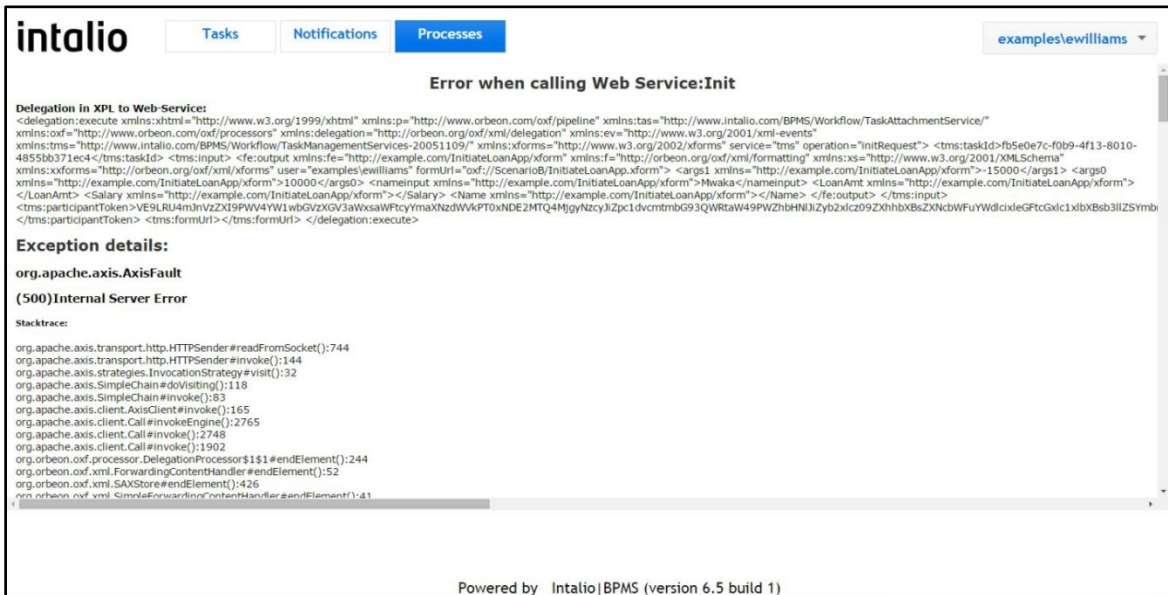 intalio
Tasks
Notifications
Processes
examples\ewilliams
Error when calling Web Service:Init
Delegation in XPL to Web-Service:
<delegation:execute xmlns:xhtml="http://www.w3.org/1999/xhtml" xmlns:p="http://www.orbeon.com/oxf/pipeline" xmlns:tas="http://www.intalio.com/BPMS/Workflow/TaskAttachmentService/"
xmlns:oxf="http://www.orbeon.com/oxf/processors" xmlns:delegation="http://orbeon.org/oxf/xml/delegation" xmlns:ev="http://www.w3.org/2001/xml-events"
xmlns:tms="http://www.intalio.com/BPMS/Workflow/TaskManagementServices-20051109/" xmlns:xforms="http://www.w3.org/2002/xforms" service="tms" operation="initRequest"> <tms:taskId>fb5e0e7c-f0b9-4f13-8010-
4855bb371ec4</tms:taskId> <tms:input> <fe:output xmlns:fe="http://example.com/InitiateLoanApp/xform" xmlns:f="http://orbeon.org/oxf/xml/formatting" xmlns:xs="http://www.w3.org/2001/XMLSchema"
xmlns:xxforms="http://orbeon.org/oxf/xml/xforms" user="examples\ewilliams" formUrl="oxf://ScenarioB/InitiateLoanApp.xform"> <args1 xmlns="http://example.com/InitiateLoanApp/xform">-15000</args1> <args0
xmlns="http://example.com/InitiateLoanApp/xform">10000</args0> <nameinput xmlns="http://example.com/InitiateLoanApp/xform">Mwaka</nameinput> <LoanAmt xmlns="http://example.com/InitiateLoanApp/xform">
</LoanAmt> <Salary xmlns="http://example.com/InitiateLoanApp/xform"></Salary> <Name xmlns="http://example.com/InitiateLoanApp/xform"></Name> </fe:output> </tms:input>
</tms:participantToken> <tms:formUrl></tms:formUrl> </delegation:execute>
Exception details:
org.apache.axis.AxisFault
(500)Internal Server Error
Stacktrace:
org.apache.axis.transport.http.HTTPSender#readFromSocket():744
org.apache.axis.transport.http.HTTPSender#invoke():144
org.apache.axis.strategies.InvocationStrategy#visit():32
org.apache.axis.SimpleChain#doVisiting():118
org.apache.axis.SimpleChain#invoke():83
org.apache.axis.client.AxisClient#invoke():165
org.apache.axis.client.Call#invokeEngine():2765
org.apache.axis.client.Call#invoke():2748
org.apache.axis.client.Call#invoke():1902
org.orbeon.oxf.processor.DelegationProcessor$1$1#endElement():244
org.orbeon.oxf.xml.ForwardingContentHandler#endElement():52
org.orbeon.oxf.xml.SAXStore#endElement():426
org.orbeon.oxf.xml.SimpleForwardingContentHandler#endElement():41
Powered by Intalio|BPMS (version 6.5 build 1)